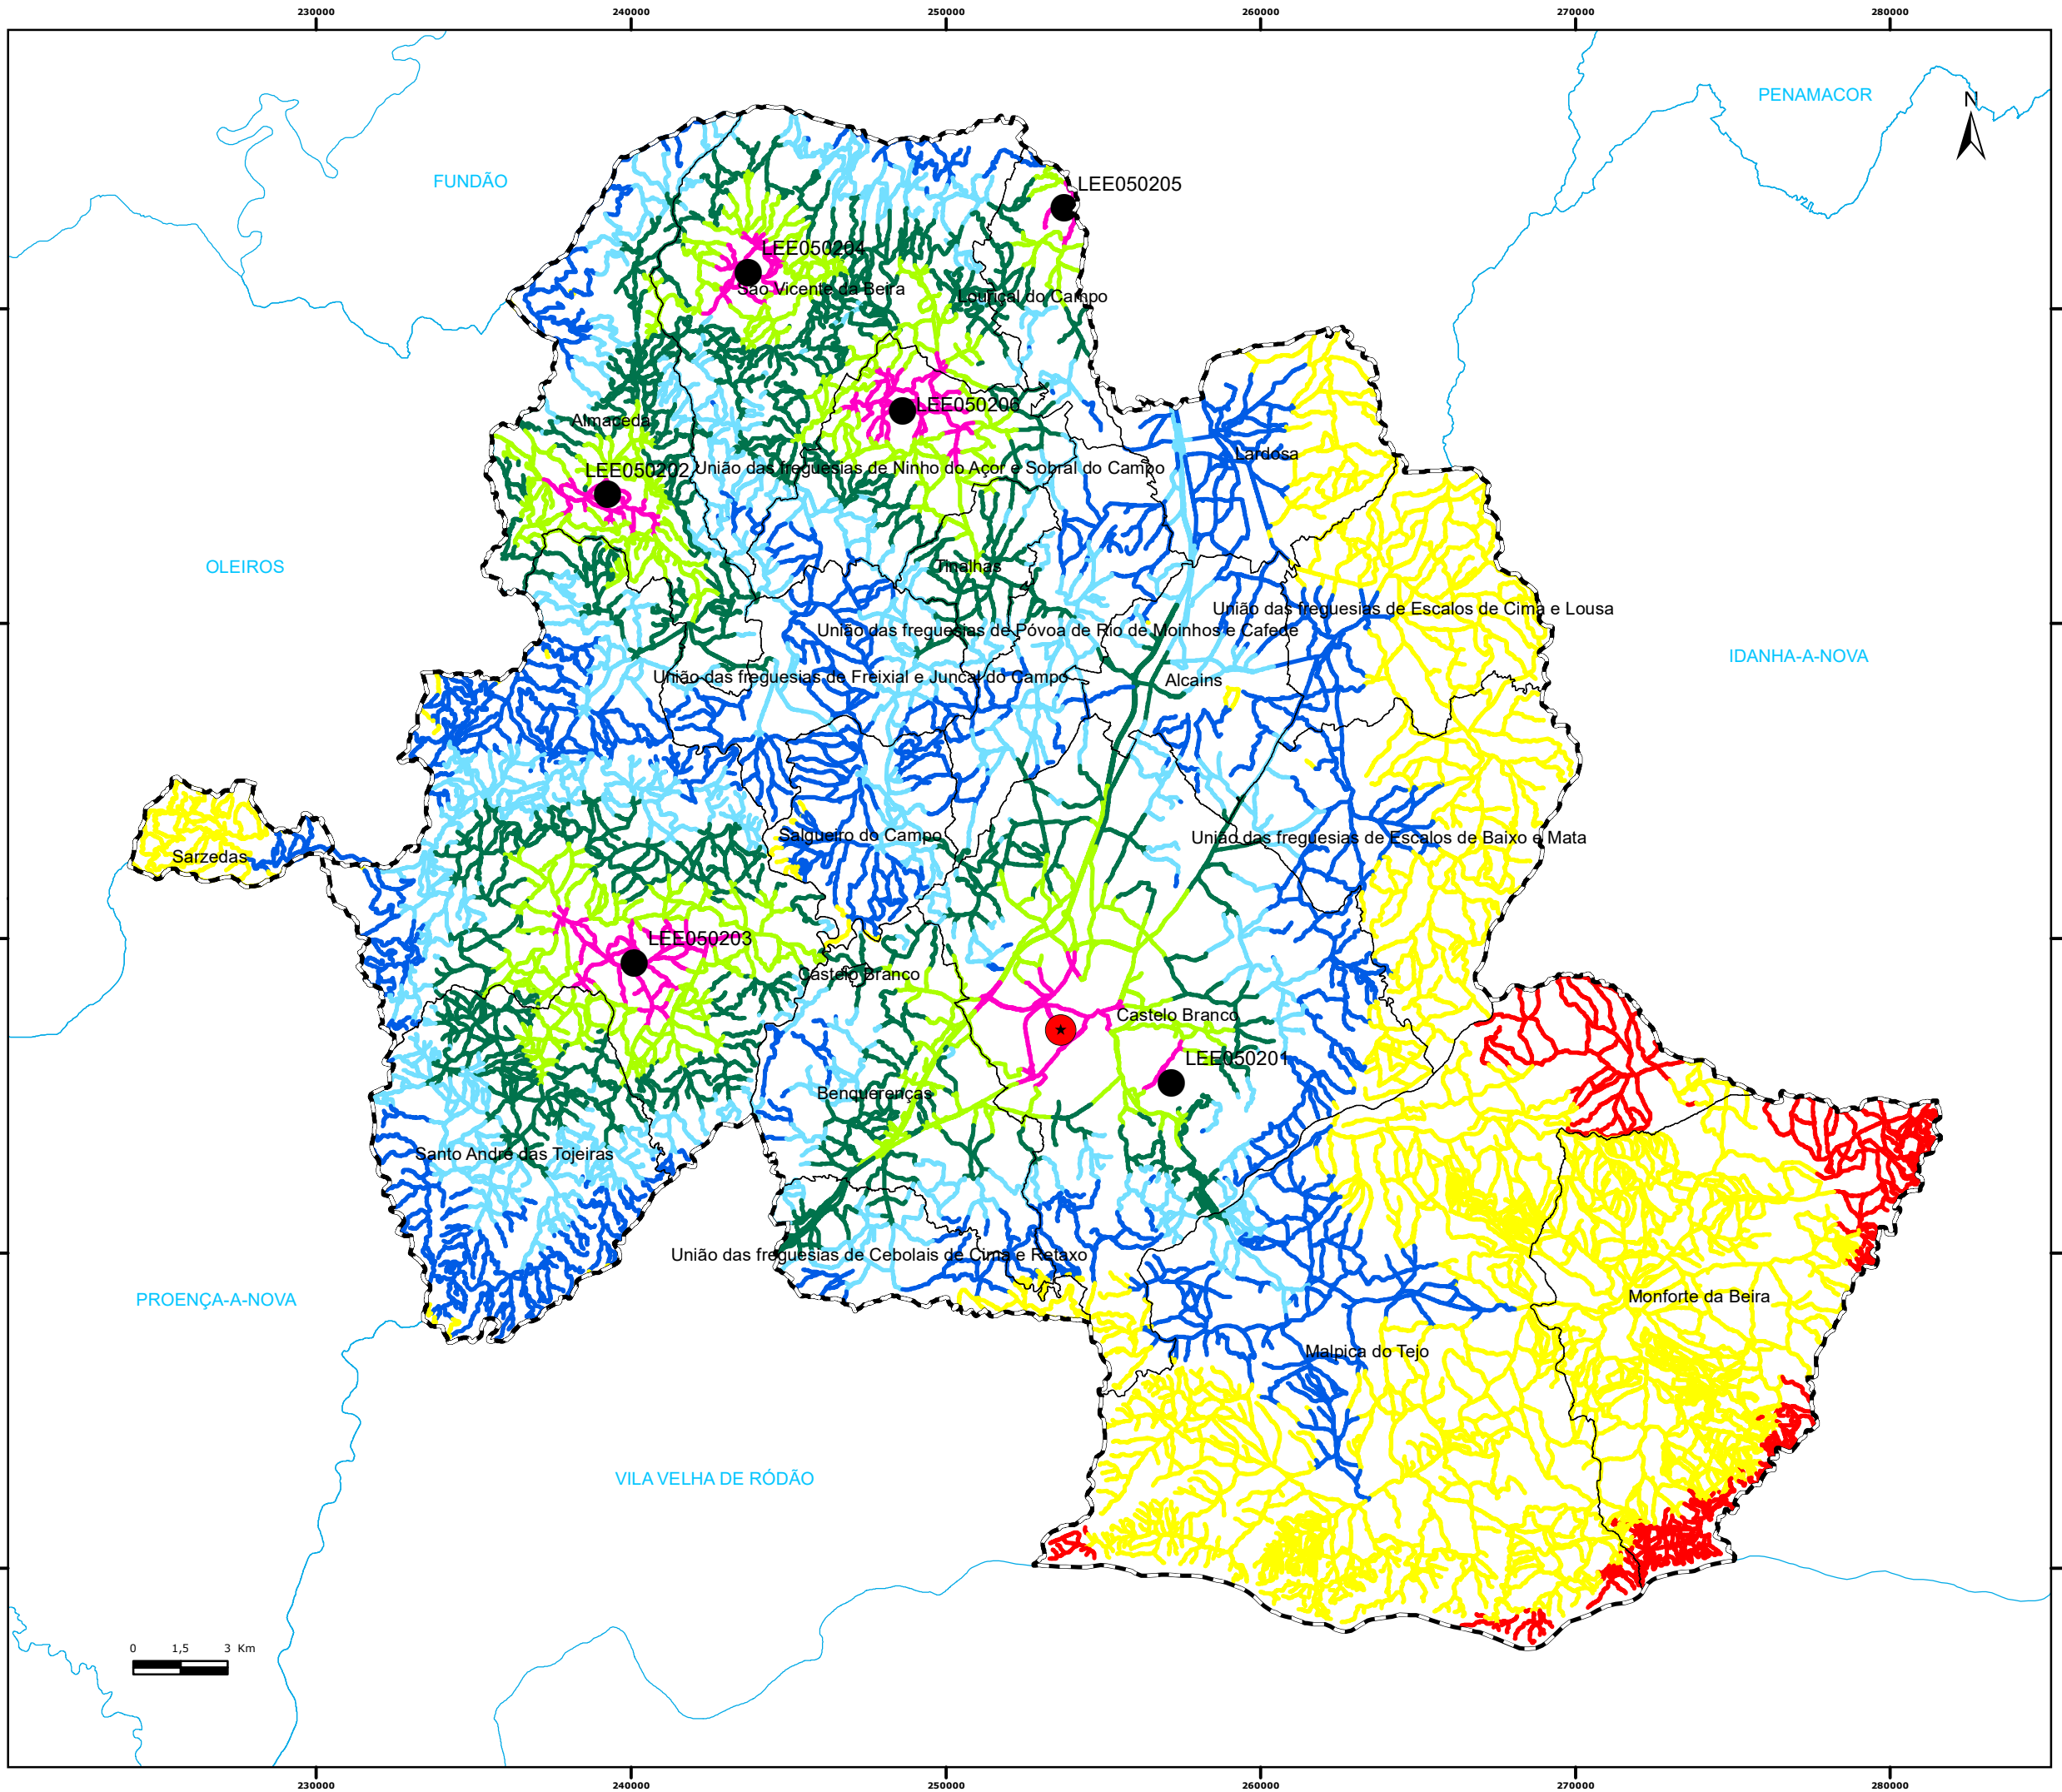 230000 240000 250000 260000 270000 280000
PENAMACOR
N
FUNDÃO
LEE050205
LEE050204
São Vicente da Beira
Louriçal do Campo
LEE050206
Almaceda
Lardosa
LEE050202
União das freguesias de Ninho do Açor e Sobral do Campo
OLEIROS
Tinalhas
União das freguesias de Escalos de Cima e Lousa
União das freguesias de Póvoa de Rio de Moinhos e Cafede
IDANHA-A-NOVA
União das freguesias de Freixial e Juncal do Campo
Alcains
Salgueiro do Campo
União das freguesias de Escalos de Baixo e Mata
Sarzedas
LEE050203
Castelo Branco
Castelo Branco
LEE050201
Benquerenças
Santo André das Tojeiras
União das freguesias de Cebolais de Cima e Retaxo
PROENÇA-A-NOVA
Monforte da Beira
Malpica do Tejo
VILA VELHA DE RÓDÃO
0 1,5 3 Km
230000 240000 250000 260000 270000 280000